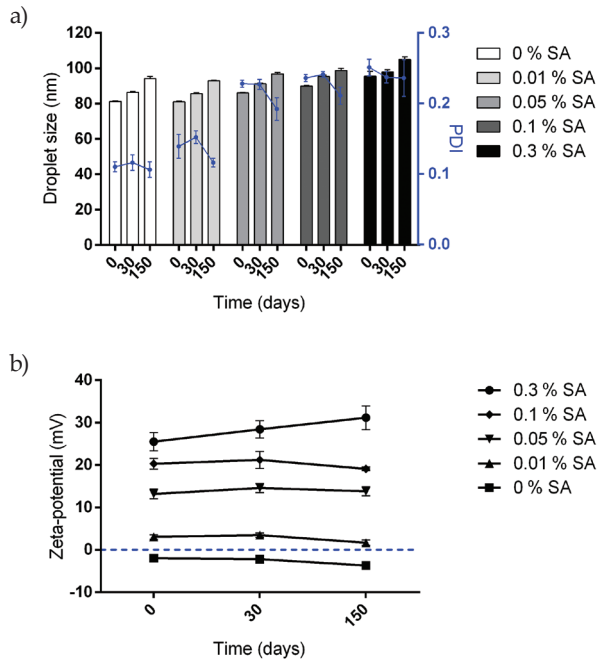 a)
120
100
80
60
40
20
0
Droplet size (nm)
0.3
0.2
0.1
0.0
PDI
0 30 150 0 30 150 0 30 150 0 30 150 0 30 150
Time (days)
0 % SA
0.01 % SA
0.05 % SA
0.1 % SA
0.3 % SA
b)
40
30
20
10
0
-10
Zeta-potential (mV)
0 30 150
Time (days)
0.3 % SA
0.1 % SA
0.05 % SA
0.01 % SA
0 % SA